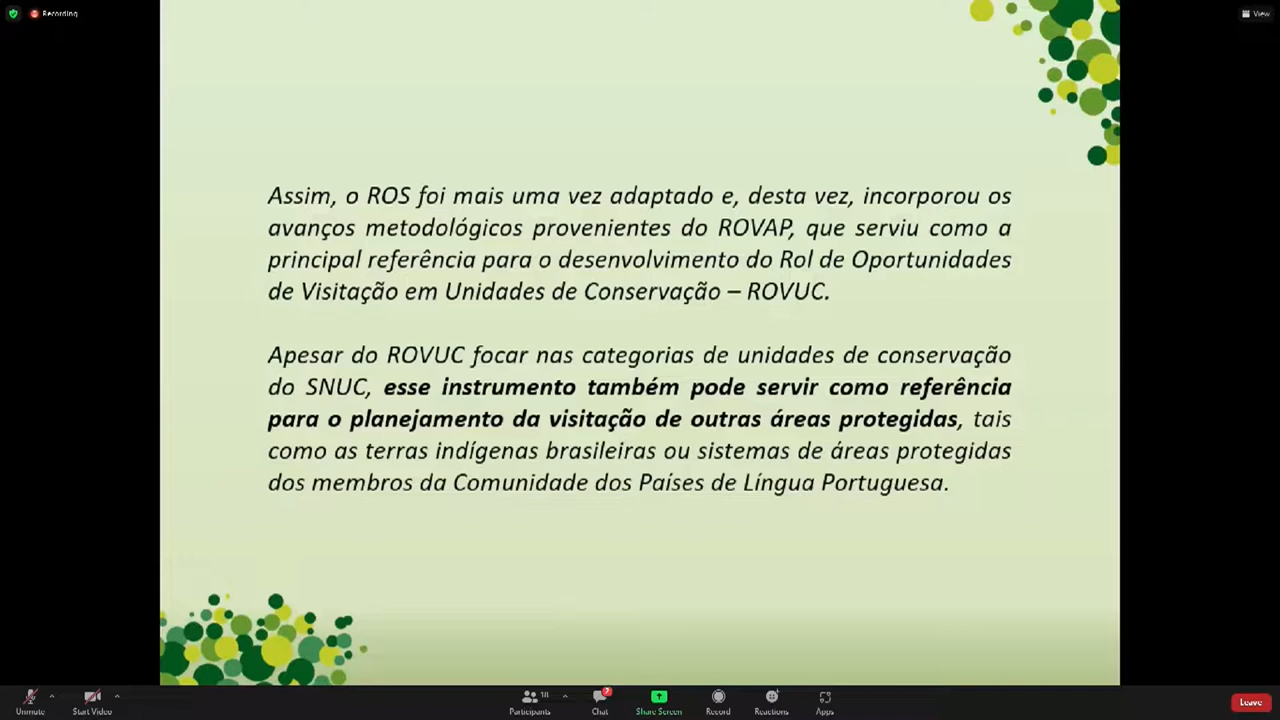 Recording
View
Assim, o ROS foi mais uma vez adaptado e, desta vez, incorporou os
avanços metodológicos provenientes do ROVAP, que serviu como a
principal referência para o desenvolvimento do Rol de Oportunidades
de Visitação em Unidades de Conservação – ROVUC.
Apesar do ROVUC focar nas categorias de unidades de conservação
do SNUC, esse instrumento também pode servir como referência
para o planejamento da visitação de outras áreas protegidas, tais
como as terras indígenas brasileiras ou sistemas de áreas protegidas
dos membros da Comunidade dos Países de Língua Portuguesa.
Unmute
Start Video
Participants
Chat
Share Screen
Record
Reactions
Apps
Leave